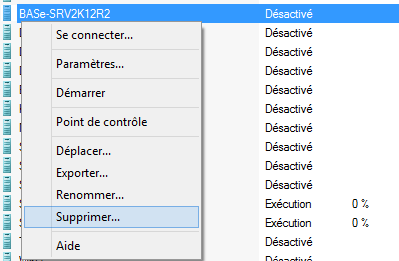 BASe-SRV2K12R2 Désactivé
Se connecter... Désactivé
Désactivé
Paramètres... Désactivé
Démarrer Désactivé
Désactivé
Point de contrôle Désactivé
Déplacer... Désactivé
Exporter... Désactivé
Renommer... Désactivé
Exécution 0 %
Supprimer... Exécution 0 %
Aide Désactivé
Désactivé